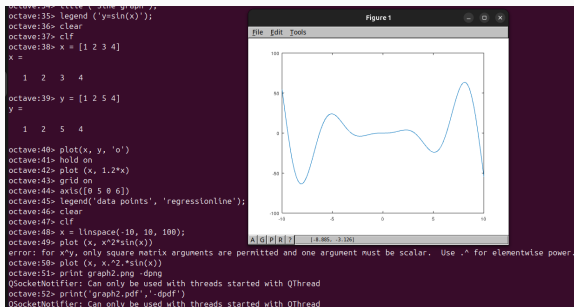 octave:34> title ('sine graph');
octave:35> legend ('y=sin(x)');
octave:36> clear
octave:37> clf
octave:38> x = [1 2 3 4]
x =
1 2 3 4
octave:39> y = [1 2 5 4]
y =
1 2 5 4
octave:40> plot(x, y, 'o')
octave:41> hold on
octave:42> plot (x, 1.2*x)
octave:43> grid on
octave:44> axis([0 5 0 6])
octave:45> legend('data points', 'regressionline');
octave:46> clear
octave:47> clf
octave:48> x = linspace(-10, 10, 100);
octave:49> plot (x, x^2*sin(x))
error: for x^y, only square matrix arguments are permitted and one argument must be scalar. Use .^ for elementwise power.
octave:50> plot (x, x.^2.*sin(x))
octave:51> print graph2.png -dpng
QSocketNotifier: Can only be used with threads started with QThread
octave:52> print('graph2.pdf','-dpdf')
QSocketNotifier: Can only be used with threads started with QThread
Figure 1
File Edit Tools
100
50
0
-50
-100
-10 -5 0 5 10
A G P R ? (-8.805, -3.126)